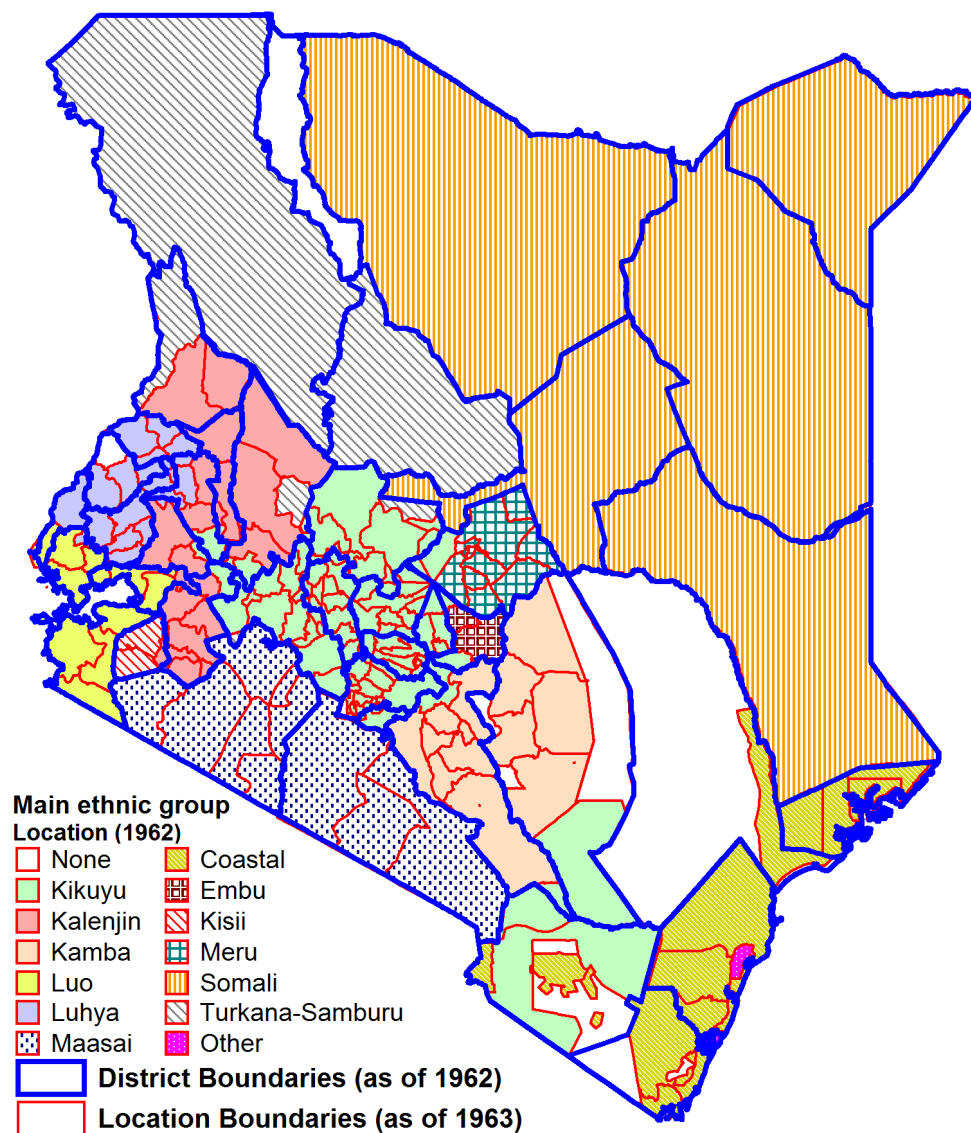 Main ethnic group
Location (1962)
None
Kikuyu
Kalenjin
Kamba
Luo
Luhya
Maasai
Coastal
Embu
Kisii
Meru
Somali
Turkana-Samburu
Other
District Boundaries (as of 1962)
Location Boundaries (as of 1963)